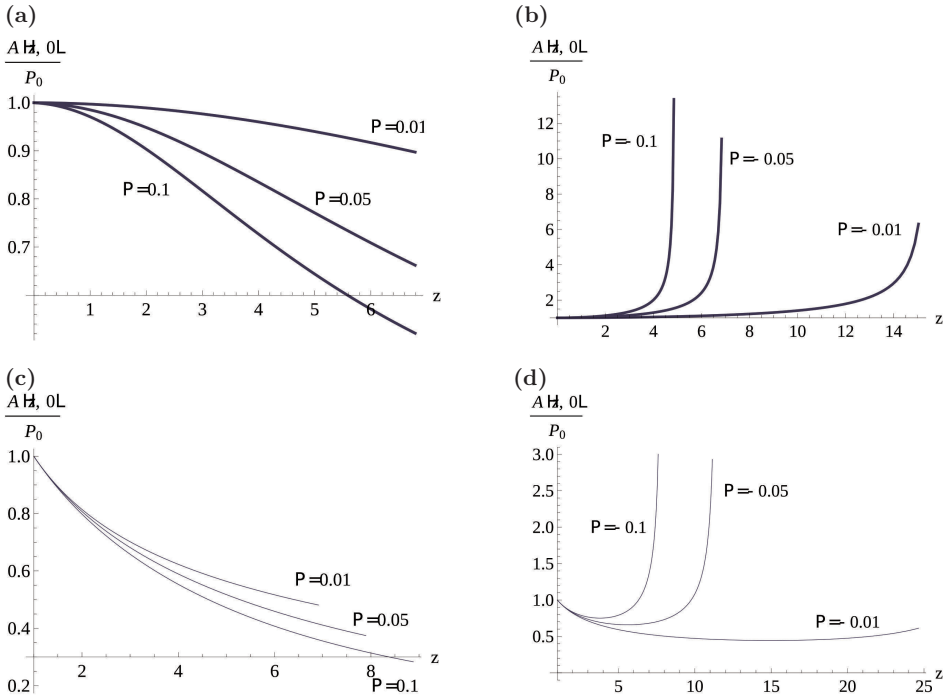 (a)
A Hz, 0L
P0
1.0
0.9
0.8
0.7
P=0.01
P=0.05
P=0.1
1 2 3 4 5 6 z
(b)
A Hz, 0L
P0
12
10
8
6
4
2
P=- 0.1
P=- 0.05
P=- 0.01
2 4 6 8 10 12 14 z
(c)
A Hz, 0L
P0
1.0
0.8
0.6
0.4
0.2
P=0.01
P=0.05
P=0.1
2 4 6 8 z
(d)
A Hz, 0L
P0
3.0
2.5
2.0
1.5
1.0
0.5
P=- 0.05
P=- 0.1
P=- 0.01
5 10 15 20 25 z